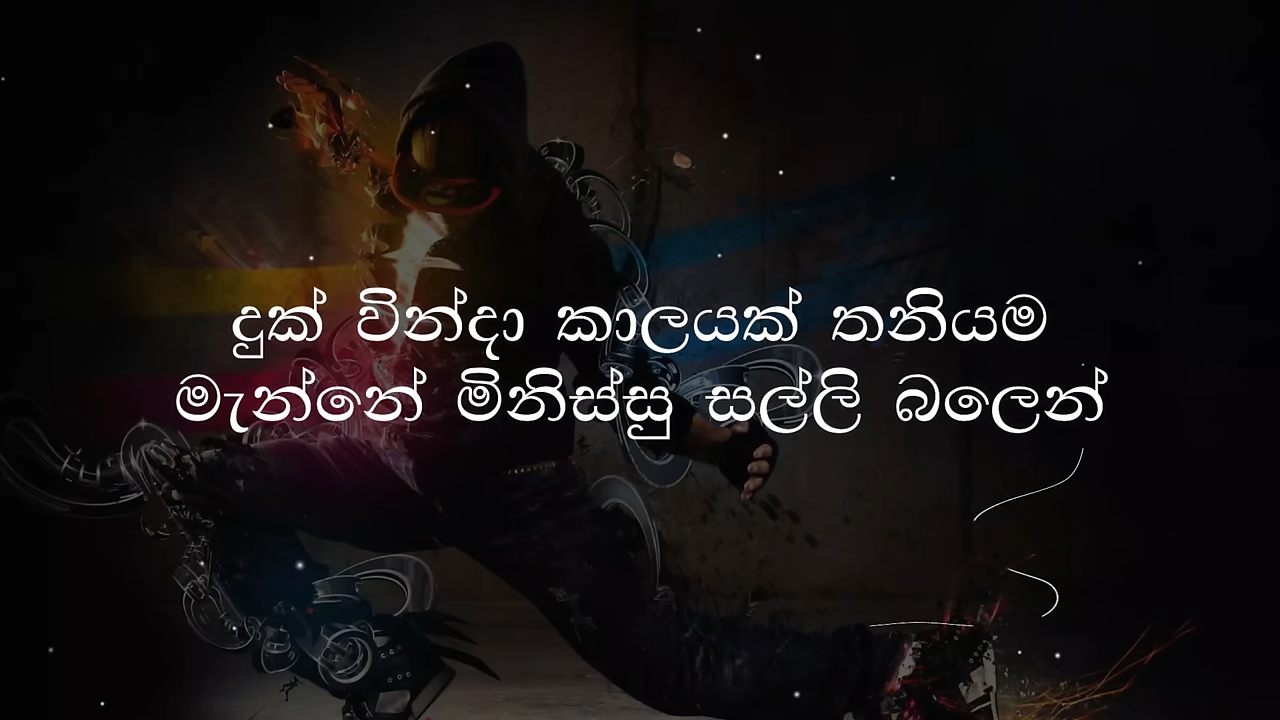 දුක් වින්දා කාලයක් තනියම
මැන්නේ මිනිස්සු සල්ලි බලෙන්